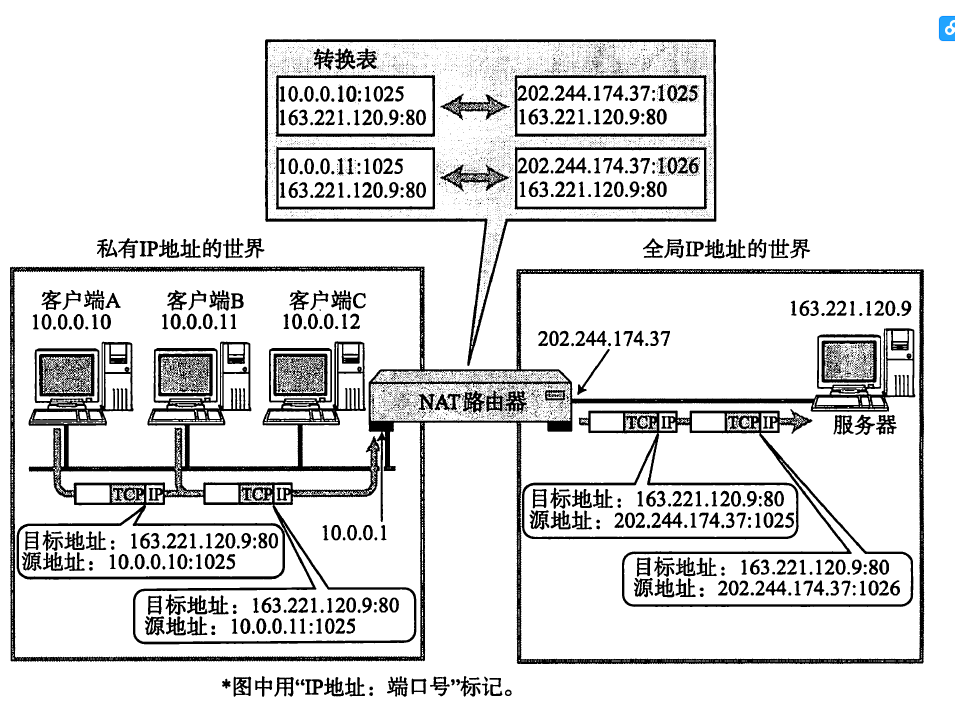 转换表
10.0.0.10:1025
163.221.120.9:80
202.244.174.37:1025
163.221.120.9:80
10.0.0.11:1025
163.221.120.9:80
202.244.174.37:1026
163.221.120.9:80
私有IP地址的世界
全局IP地址的世界
客户端A
10.0.0.10
客户端B
10.0.0.11
客户端C
10.0.0.12
163.221.120.9
202.244.174.37
NAT路由器
服务器
TCP IP
TCP IP
TCP IP
TCP IP
10.0.0.1
目标地址：163.221.120.9:80
源地址：10.0.0.10:1025
目标地址：163.221.120.9:80
源地址：10.0.0.11:1025
目标地址：163.221.120.9:80
源地址：202.244.174.37:1025
目标地址：163.221.120.9:80
源地址：202.244.174.37:1026
*图中用“IP地址：端口号”标记。